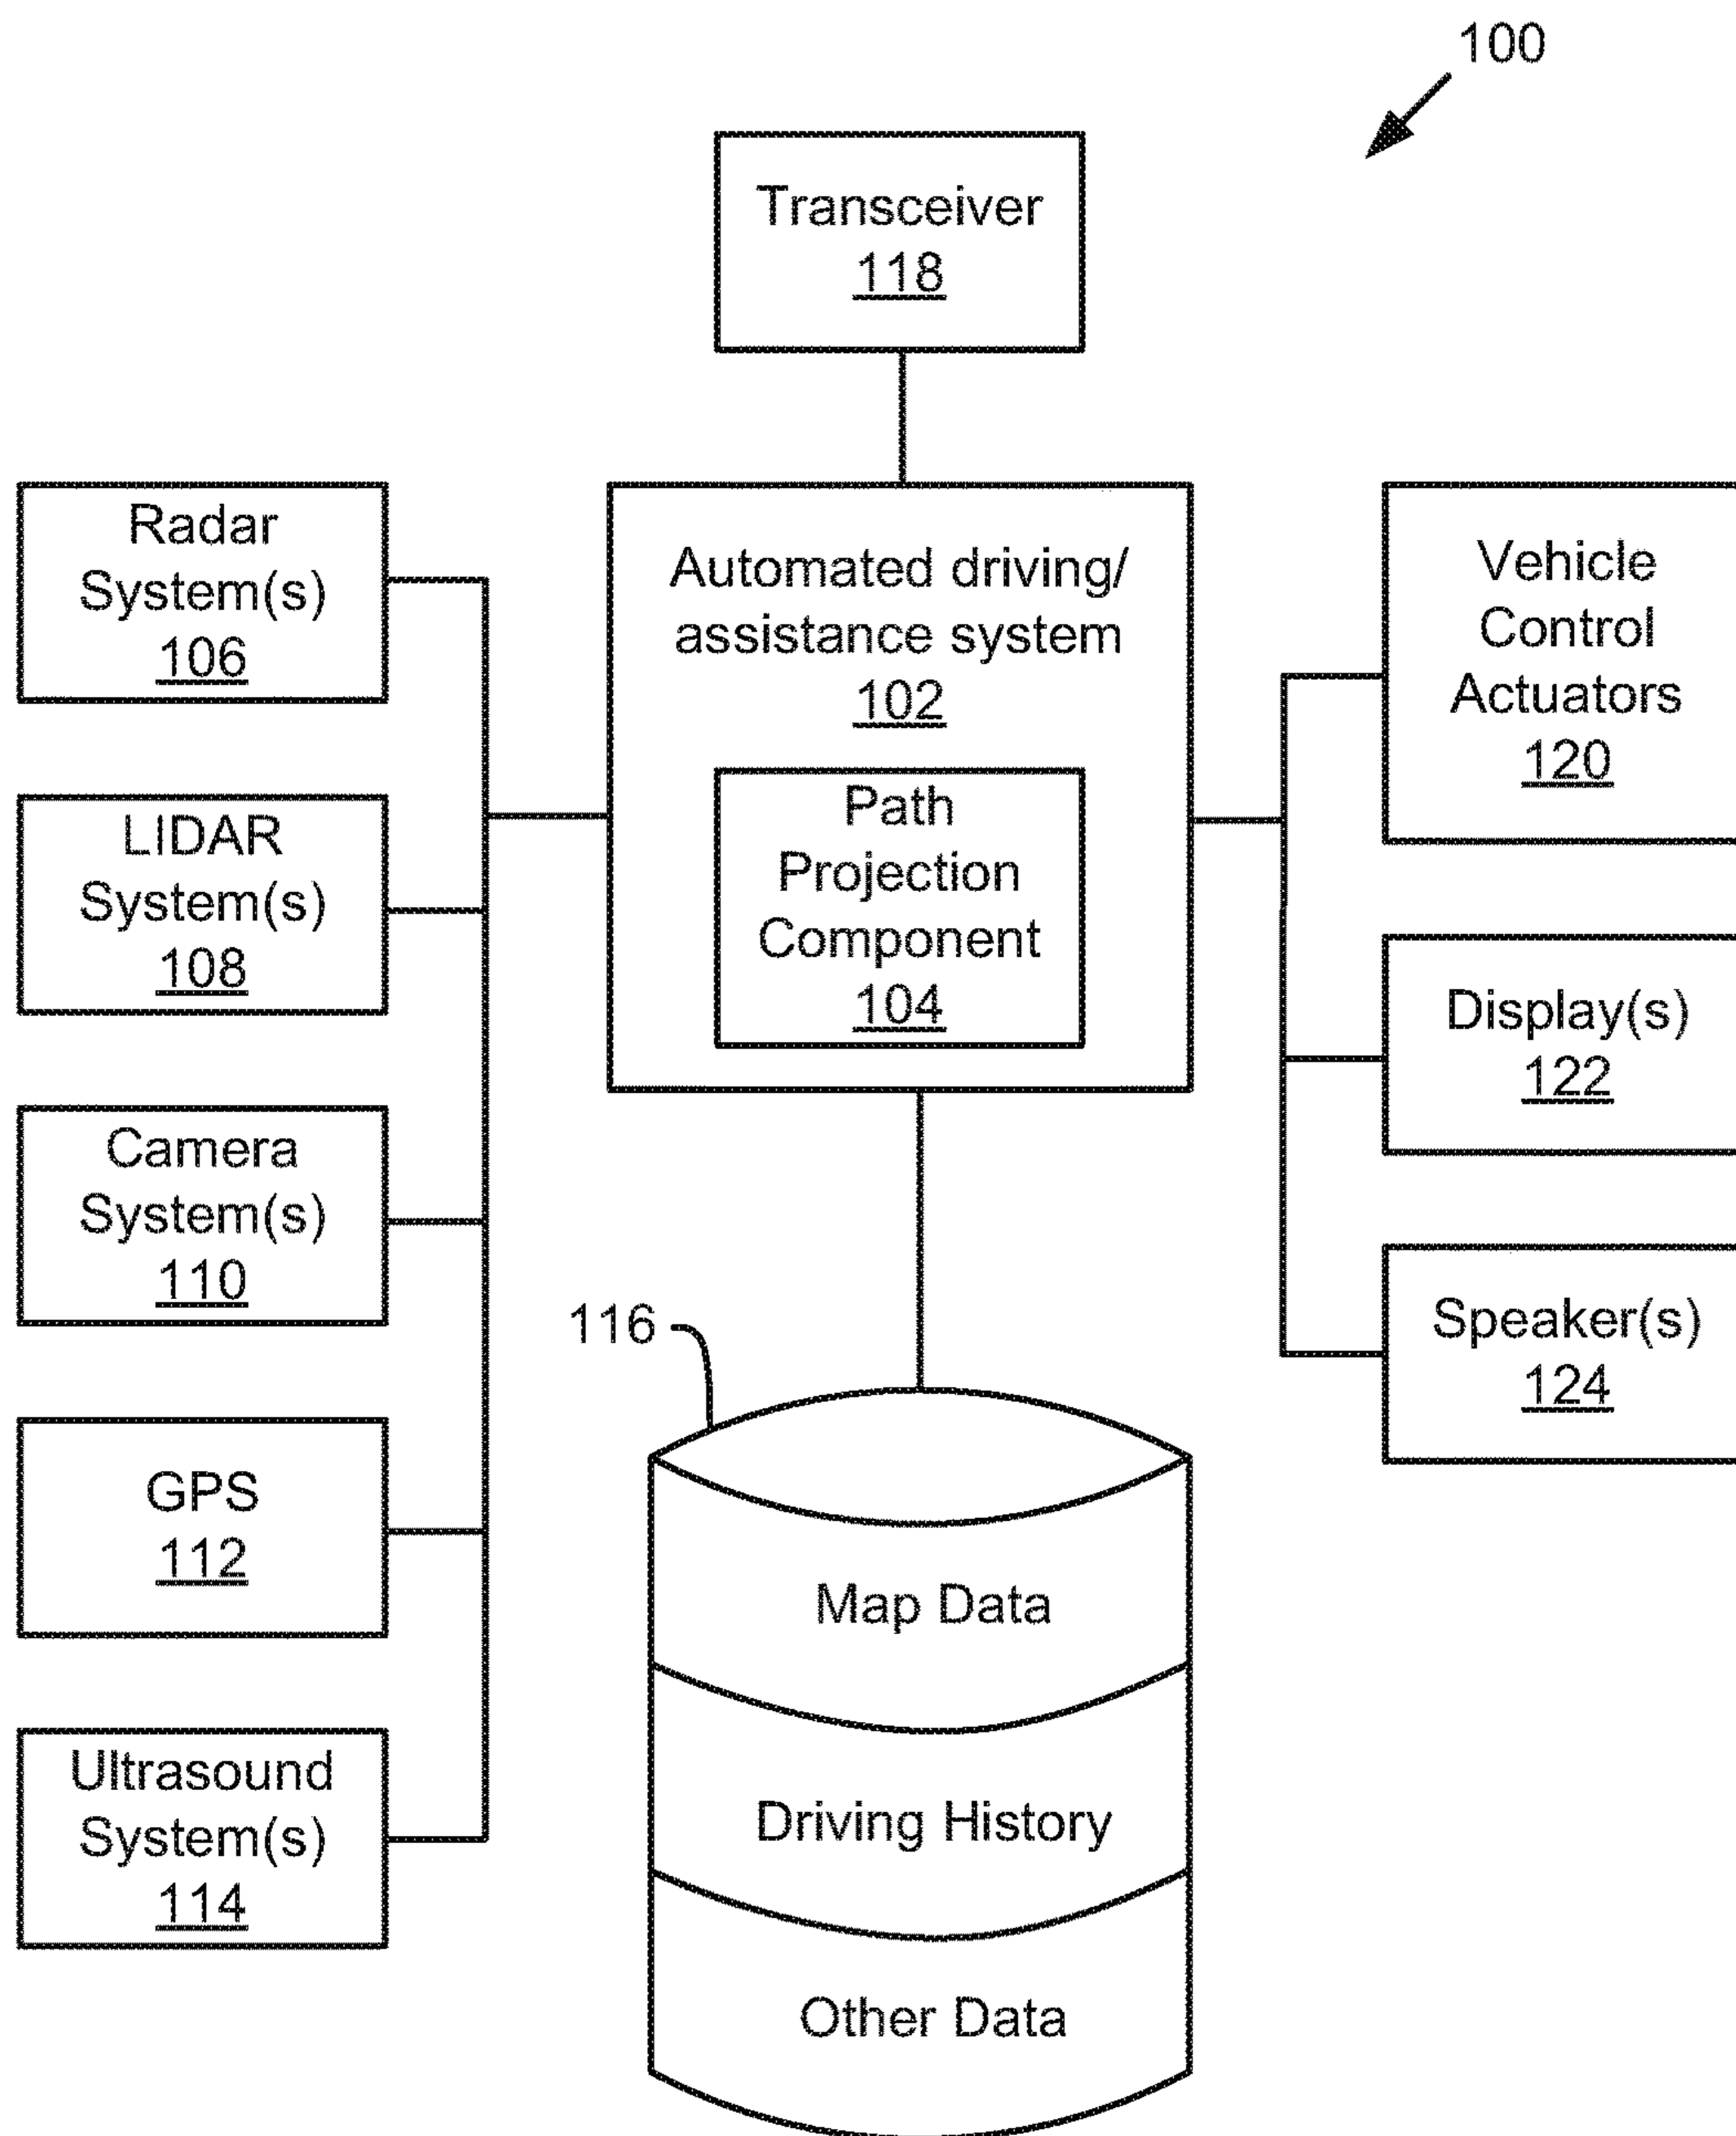 100
Transceiver
118
Radar
System(s)
106
LIDAR
System(s)
108
Camera
System(s)
110
GPS
112
Ultrasound
System(s)
114
Automated driving/
assistance system
102
Path
Projection
Component
104
Vehicle
Control
Actuators
120
Display(s)
122
Speaker(s)
124
116
Map Data
Driving History
Other Data